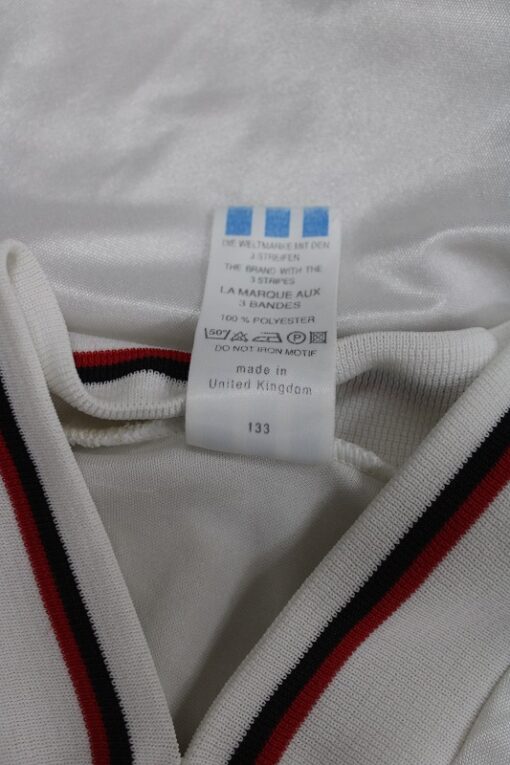 DIE WELTMARKE MIT DEN
3 STREIFEN
THE BRAND WITH THE
3 STRIPES
LA MARQUE AUX
3 BANDES
100 % POLYESTER
50° P
DO NOT IRON MOTIF
made in
United Kingdom
133